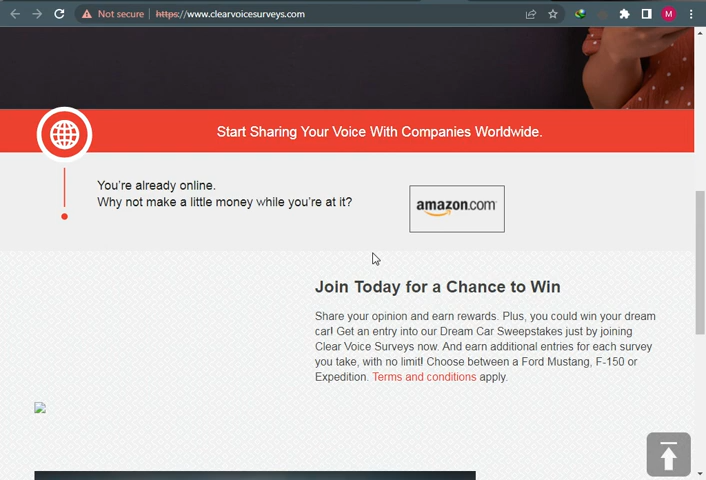 Not secure | https://www.clearvoicesurveys.com
M
Start Sharing Your Voice With Companies Worldwide.
You're already online.
Why not make a little money while you're at it?
amazon.com
Join Today for a Chance to Win
Share your opinion and earn rewards. Plus, you could win your dream
car! Get an entry into our Dream Car Sweepstakes just by joining
Clear Voice Surveys now. And earn additional entries for each survey
you take, with no limit! Choose between a Ford Mustang, F-150 or
Expedition. Terms and conditions apply.